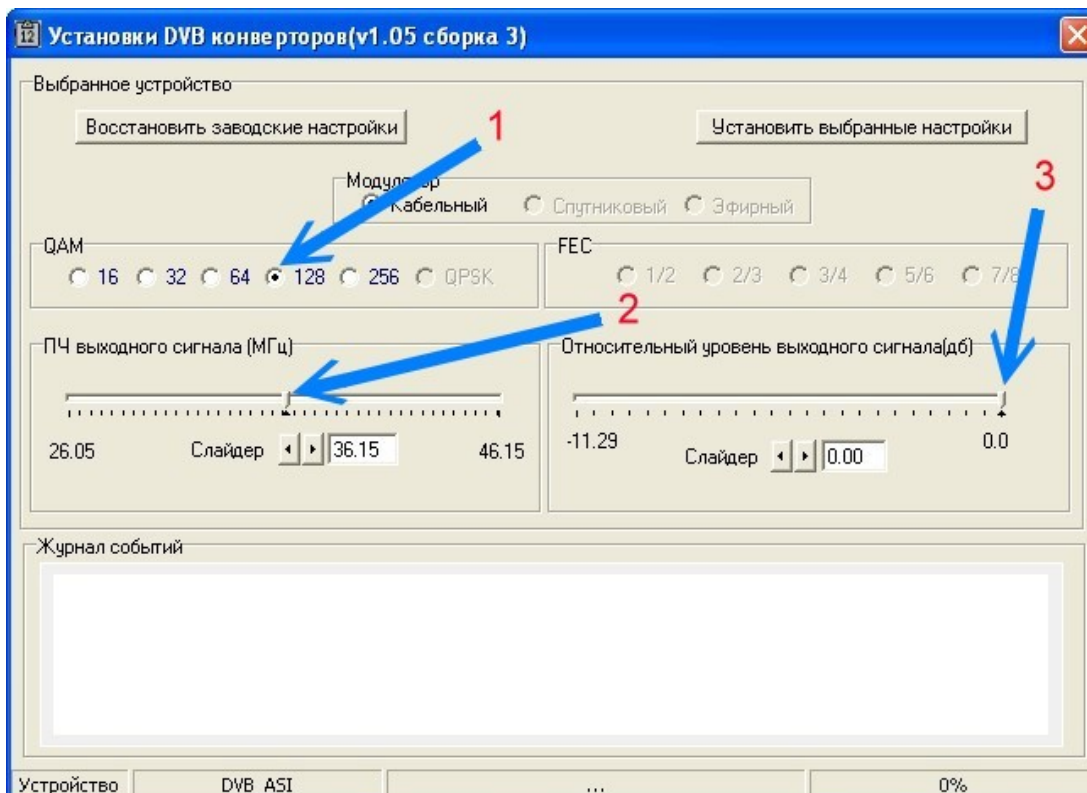 Установки DVB конверторов(v1.05 сборка 3)
Выбранное устройство
Восстановить заводские настройки
1
Установить выбранные настройки
Модулятор
3
Кабельный Спутниковый Эфирный
QAM
FEC
16 32 64 128 256 QPSK
1/2 2/3 3/4 5/6 7/8
2
ПЧ выходного сигнала (МГц)
Относительный уровень выходного сигнала(дб)
26.05 Слайдер 36.15 46.15
-11.29 Слайдер 0.00 0.0
Журнал событий
Устройство DVB ASI ... 0%